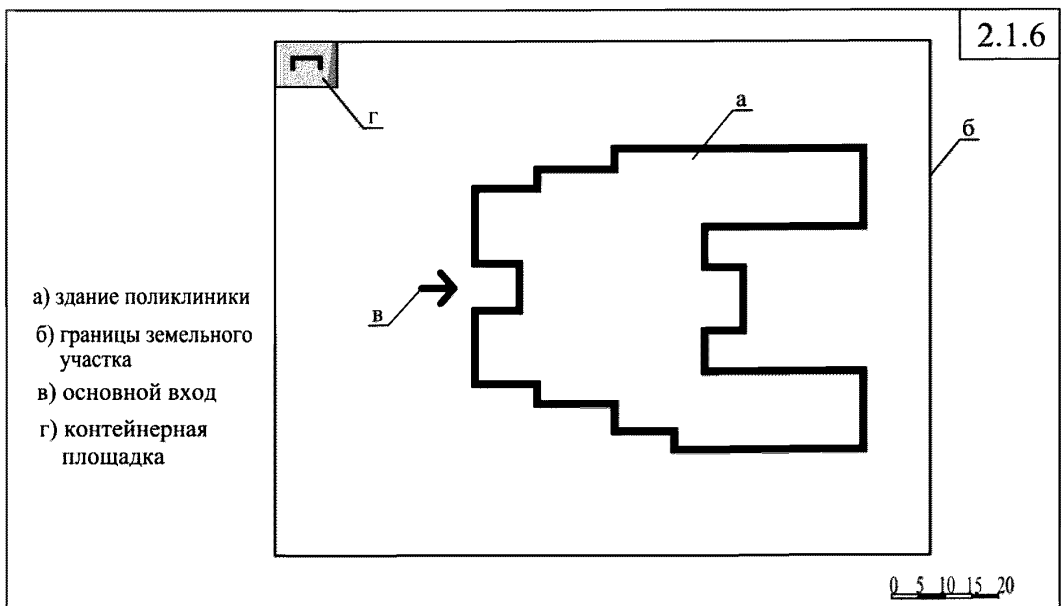 2.1.6
г
а
б
в
а) здание поликлиники
б) границы земельного
участка
в) основной вход
г) контейнерная
площадка
0 5 10 15 20